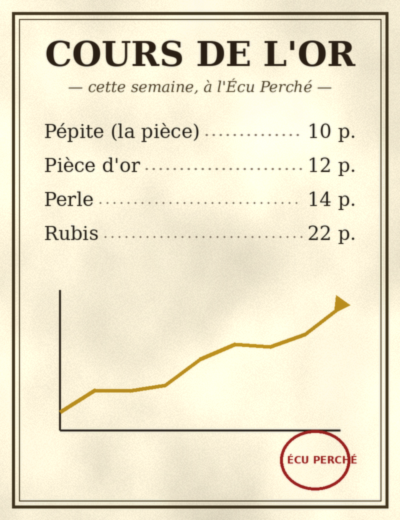 COURS DE L'OR
— cette semaine, à l'Écu Perché —
Pépite (la pièce) ................ 10 p.
Pièce d'or ........................... 12 p.
Perle .................................. 14 p.
Rubis .................................. 22 p.
ÉCU PERCHÉ